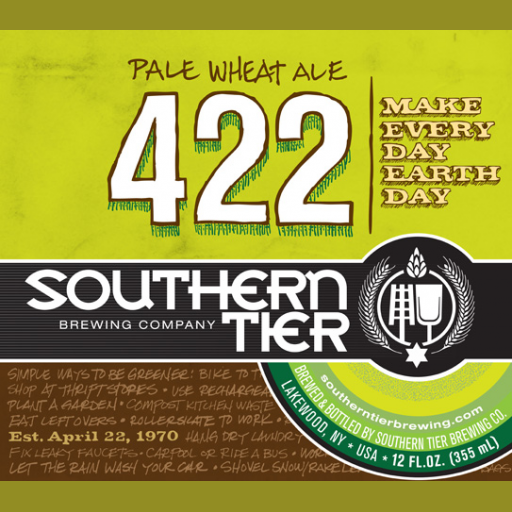 PALE WHEAT ALE
422
MAKE
EVERY
DAY
EARTH
DAY
SOUTHERN
TIER
BREWING COMPANY
SIMPLE WAYS TO BE GREENER: BIKE TO
SHOP AT THRIFT STORES • USE
PLANT A GARDEN • COMPOST KITCHEN WASTE
EAT LEFTOVERS • ROLLERSKATE TO WORK •
Est. April 22, 1970 HANG DRY LAUNDRY
FIX LEAKY FAUCETS • CARPOOL OR RIDE A BUS •
LET THE RAIN WASH YOUR CAR • SHOVEL SNOW/RAKE
southerntierbrewing.com
BREWED & BOTTLED BY SOUTHERN TIER BREWING CO.
LAKEWOOD, NY * USA * 12 FL.OZ. (355 mL)